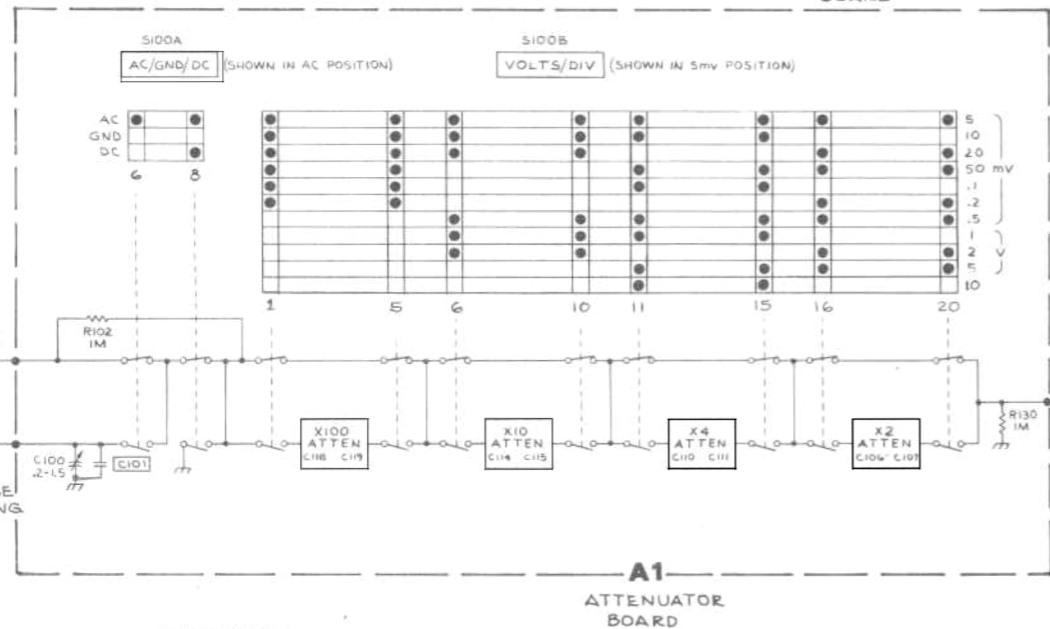 S100A
AC/GND/DC (SHOWN IN AC POSITION)
S100B
VOLTS/DIV (SHOWN IN 5mv POSITION)
AC
GND
DC
6 8
5
10
20
50 mV
.1
.2
.5
1
2 V
5
10
1 5 6 10 11 15 16 20
R102
1M
X100
ATTEN
C118 C119
X10
ATTEN
C114 C115
X4
ATTEN
C110 C111
X2
ATTEN
C106 C107
R130
1M
C100
.2-1.5
C101
A1
ATTENUATOR
BOARD